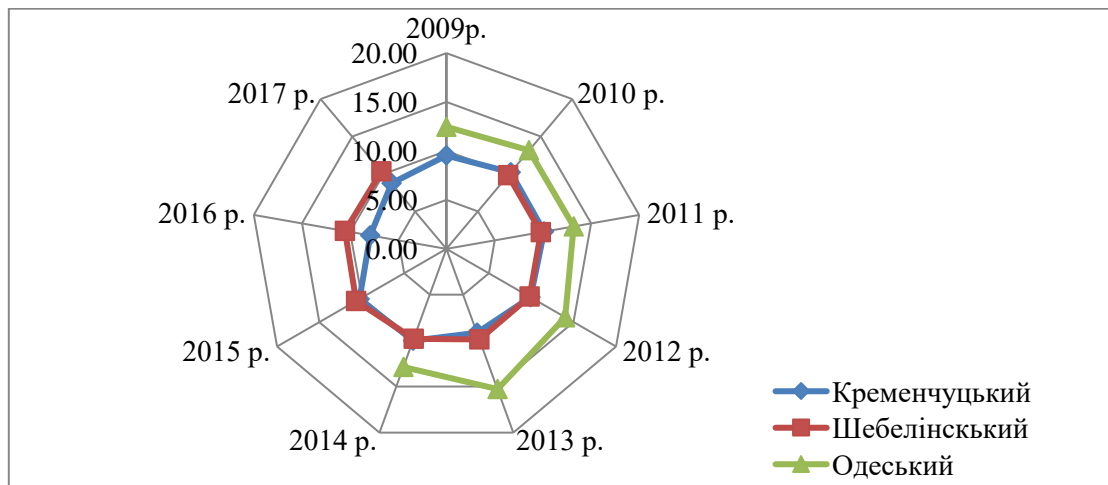 2009р.
20.00
2017 р.
2010 р.
15.00
10.00
5.00
2016 р.
2011 р.
0.00
2015 р.
2012 р.
2014 р.
2013 р.
Кременчуцький
Шебелінскький
Одеський